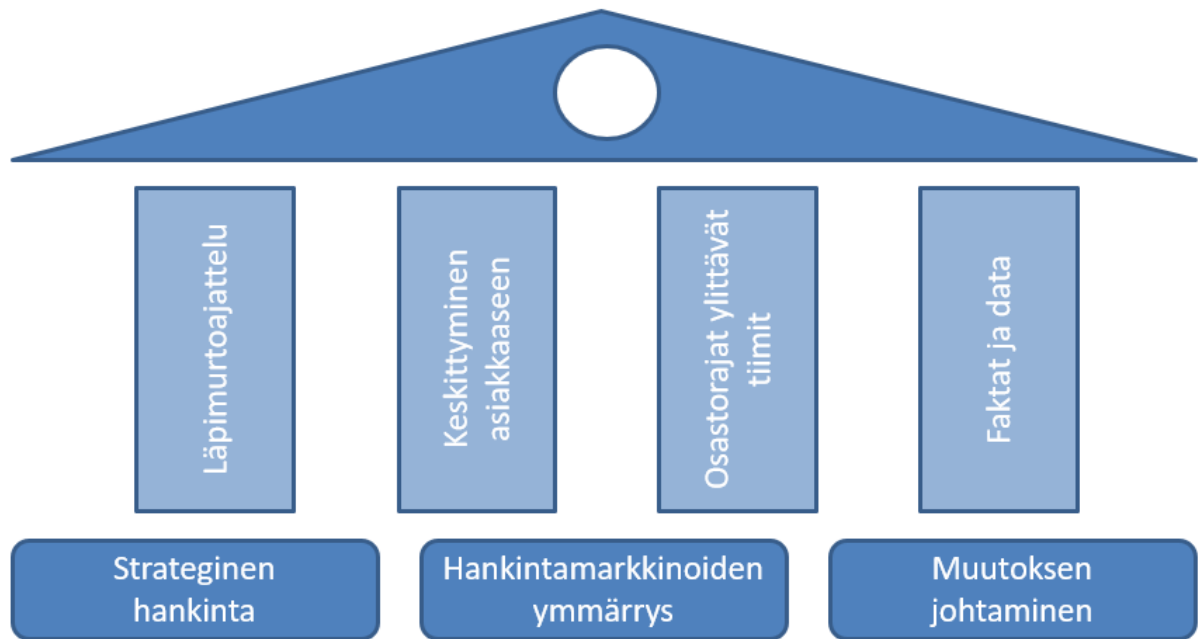 Läpimurtoajattelu
Keskittyminen
asiakkaaseen
Osastorajat ylittävät
tiimit
Faktat ja data
Strateginen
hankinta
Hankintamarkkinoiden
ymmärrys
Muutoksen
johtaminen